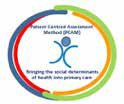 Patient Centred Assessment
Method (PCAM)
Bringing the social determinants
of health into primary care